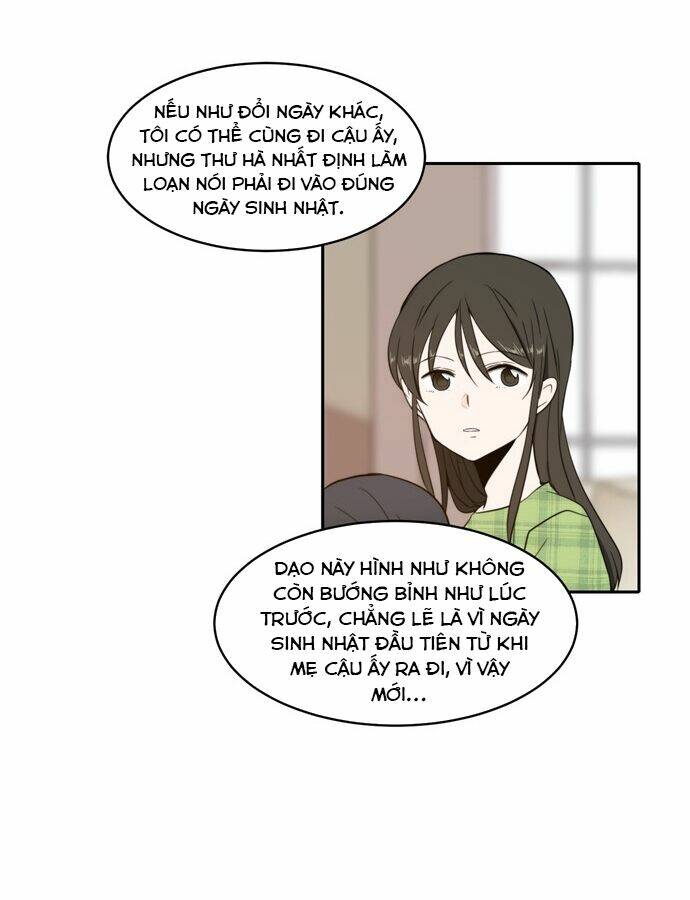 NẾU NHƯ ĐỔI NGÀY KHÁC,
TÔI CÓ THỂ CÙNG ĐI CẬU ẤY,
NHƯNG THƯ HÀ NHẤT ĐỊNH LÀM
LOẠN NÓI PHẢI ĐI VÀO ĐÚNG
NGÀY SINH NHẬT.
DẠO NÀY HÌNH NHƯ KHÔNG
CÒN BƯỚNG BỈNH NHƯ LÚC
TRƯỚC, CHẲNG LẼ LÀ VÌ NGÀY
SINH NHẬT ĐẦU TIÊN TỪ KHI
MẸ CẬU ẤY RA ĐI, VÌ VẬY
MỚI...